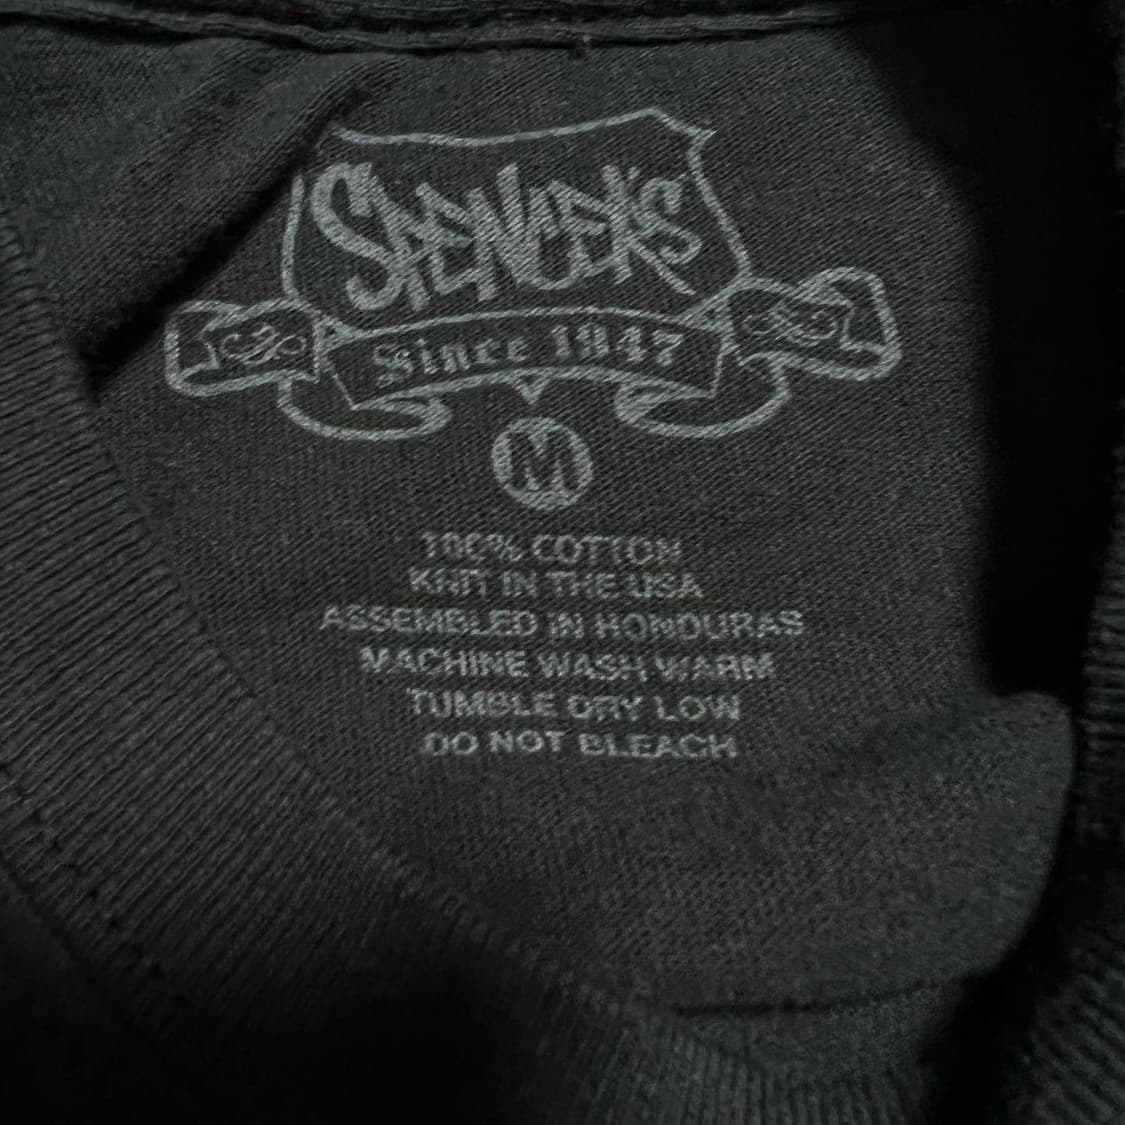 SPENCER'S
Since 1947
M
100% COTTON
KNIT IN THE USA
ASSEMBLED IN HONDURAS
MACHINE WASH WARM
TUMBLE DRY LOW
DO NOT BLEACH